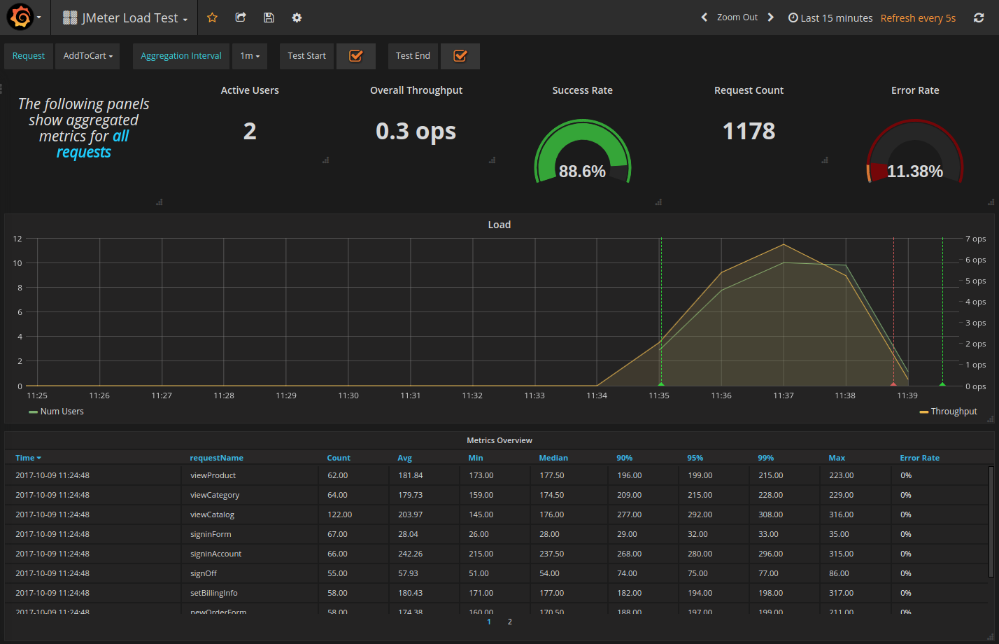 JMeter Load Test
Zoom Out
Last 15 minutes
Refresh every 5s
Request
AddToCart
Aggregation Interval
1m
Test Start
Test End
The following panels
show aggregated
metrics for all
requests
Active Users
2
Overall Throughput
0.3 ops
Success Rate
88.6%
Request Count
1178
Error Rate
11.38%
Load
12
10
8
6
4
2
0
7 ops
6 ops
5 ops
4 ops
3 ops
2 ops
1 ops
0 ops
11:25 11:26 11:27 11:28 11:29 11:30 11:31 11:32 11:33 11:34 11:35 11:36 11:37 11:38 11:39
Num Users
Throughput
Metrics Overview
Time requestName Count Avg Min Median 90% 95% 99% Max Error Rate
2017-10-09 11:24:48 viewProduct 62.00 181.84 173.00 177.50 196.00 199.00 215.00 223.00 0%
2017-10-09 11:24:48 viewCategory 64.00 179.73 159.00 174.50 209.00 215.00 228.00 229.00 0%
2017-10-09 11:24:48 viewCatalog 122.00 203.97 145.00 176.00 277.00 292.00 308.00 316.00 0%
2017-10-09 11:24:48 signinForm 67.00 28.04 26.00 28.00 29.00 32.00 33.00 35.00 0%
2017-10-09 11:24:48 signinAccount 66.00 242.26 215.00 237.50 268.00 280.00 296.00 315.00 0%
2017-10-09 11:24:48 signOff 55.00 57.93 51.00 54.00 74.00 75.00 77.00 86.00 0%
2017-10-09 11:24:48 setBillingInfo 58.00 180.43 171.00 177.00 182.00 194.00 198.00 317.00 0%
2017-10-09 11:24:48 newOrderForm 58.00 174.38 160.00 170.50 188.00 197.00 199.00 211.00 0%
1 2